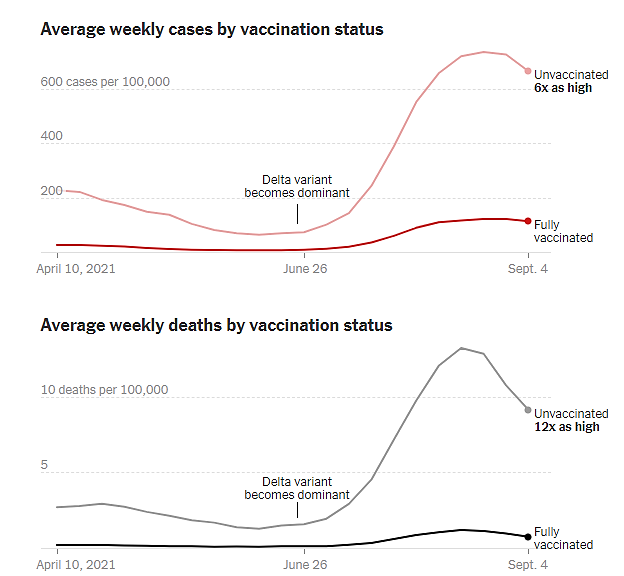 Average weekly cases by vaccination status
600 cases per 100,000
Unvaccinated
6x as high
400
Delta variant
becomes dominant
200
Fully
vaccinated
April 10, 2021
June 26
Sept. 4
Average weekly deaths by vaccination status
10 deaths per 100,000
Unvaccinated
12x as high
5
Delta variant
becomes dominant
Fully
vaccinated
April 10, 2021
June 26
Sept. 4